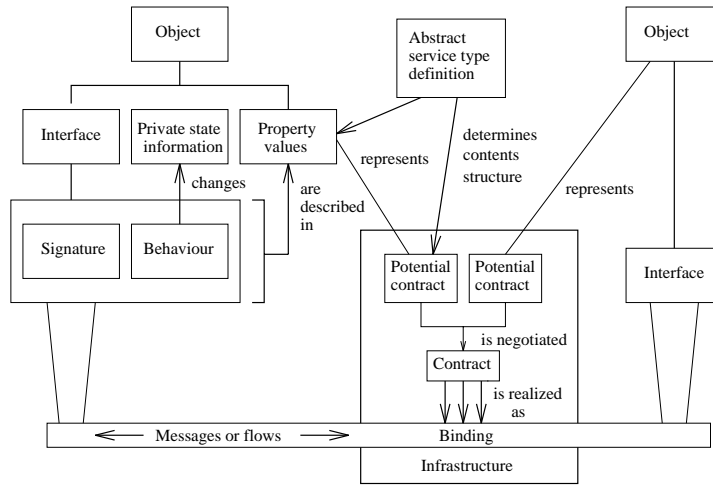 Object
Abstract
service type
definition
Object
Interface
Private state
information
Property
values
determines
contents
structure
represents
changes
are
described
in
represents
Signature
Behaviour
Potential
contract
Potential
contract
Interface
is negotiated
Contract
is realized
as
Messages or flows
Binding
Infrastructure